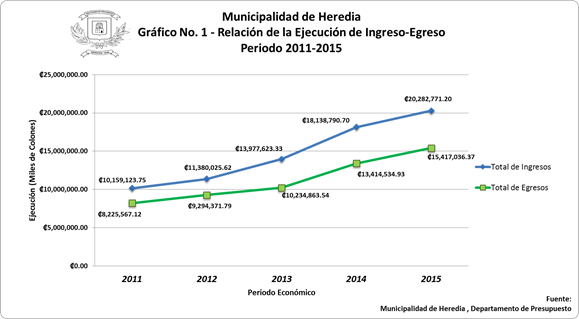 Municipalidad de Heredia
Gráfico No. 1 - Relación de la Ejecución de Ingreso-Egreso
Periodo 2011-2015
Ejecución (Miles de Colones)
₡25,000,000.00
₡20,000,000.00
₡15,000,000.00
₡10,000,000.00
₡5,000,000.00
₡0.00
₡10,159,123.75
₡11,380,025.62
₡13,977,623.33
₡18,138,790.70
₡20,282,771.20
₡8,225,567.12
₡9,294,371.79
₡10,234,863.54
₡13,414,534.93
₡15,417,036.37
Total de Ingresos
Total de Egresos
2011 2012 2013 2014 2015
Periodo Económico
Fuente:
Municipalidad de Heredia , Departamento de Presupuesto